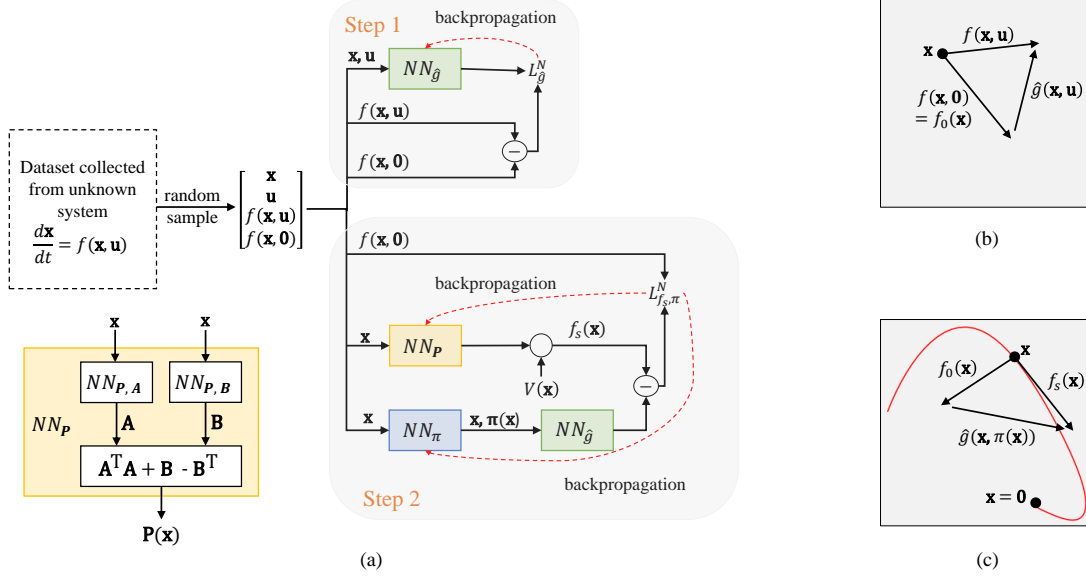 Step 1
backpropagation
x, u
NN_ĝ
L^N_ĝ
f(x, u)
−
f(x, 0)
Dataset collected
from unknown
system
dx/dt = f(x, u)
random
sample
x
u
f(x, u)
f(x, 0)
f(x, 0)
backpropagation
L^N_{f_s,π}
x
NN_P
f_s(x)
V(x)
−
x
NN_π
x, π(x)
NN_ĝ
backpropagation
Step 2
x
x
NN_{P, A}
NN_{P, B}
NN_P
A
B
A^T A + B - B^T
P(x)
(a)
x
f(x, u)
f(x, 0)
= f_0(x)
ĝ(x, u)
(b)
x
f_0(x)
f_s(x)
ĝ(x, π(x))
x = 0
(c)